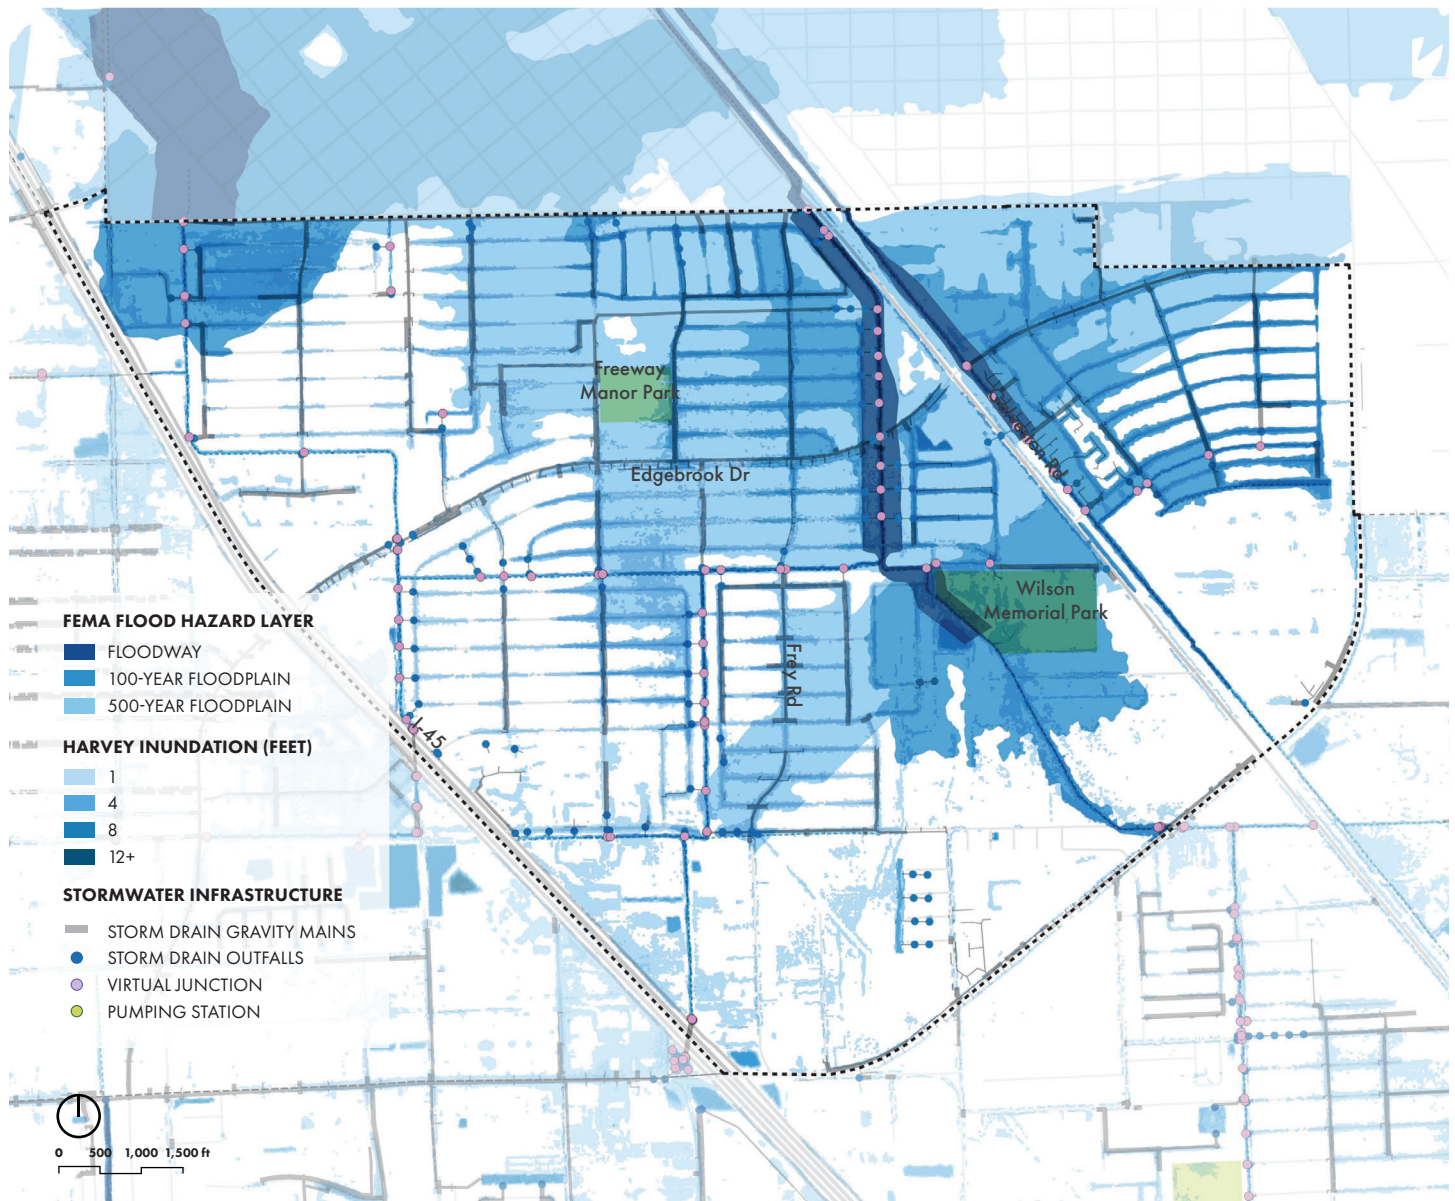 Freeway
Manor Park
Edgebrook Dr
Galveston Rd
Wilson
Memorial Park
Frey Rd
I-45
FEMA FLOOD HAZARD LAYER
FLOODWAY
100-YEAR FLOODPLAIN
500-YEAR FLOODPLAIN
HARVEY INUNDATION (FEET)
1
4
8
12+
STORMWATER INFRASTRUCTURE
STORM DRAIN GRAVITY MAINS
STORM DRAIN OUTFALLS
VIRTUAL JUNCTION
PUMPING STATION
0 500 1,000 1,500 ft